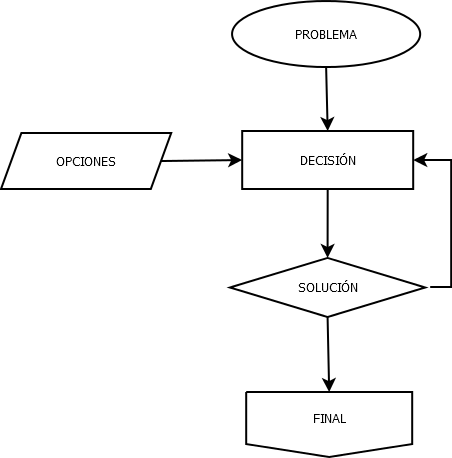 PROBLEMA
OPCIONES
DECISIÓN
SOLUCIÓN
FINAL